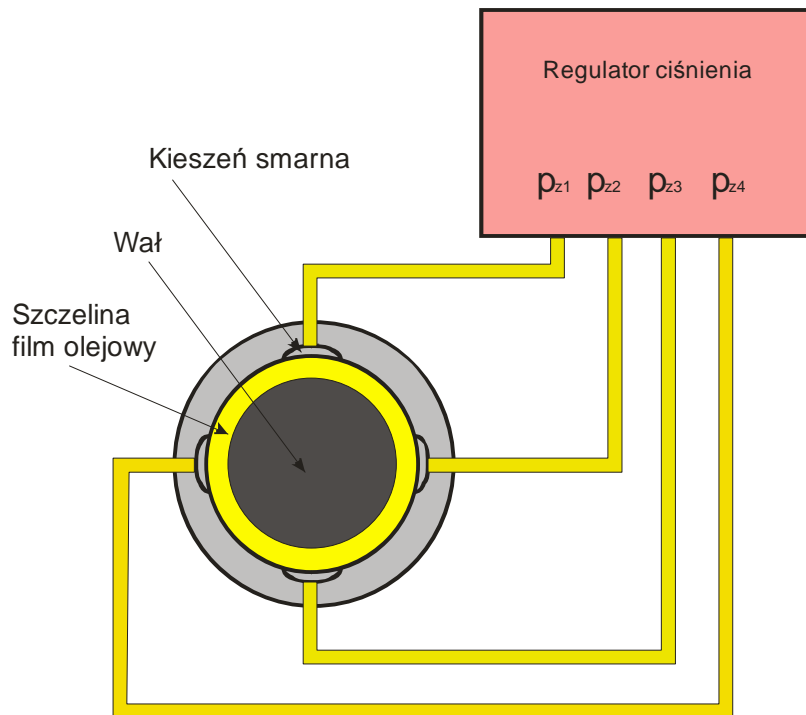 Regulator ciśnienia
Kieszeń smarna
pz1 pz2 pz3 pz4
Wał
Szczelina
film olejowy